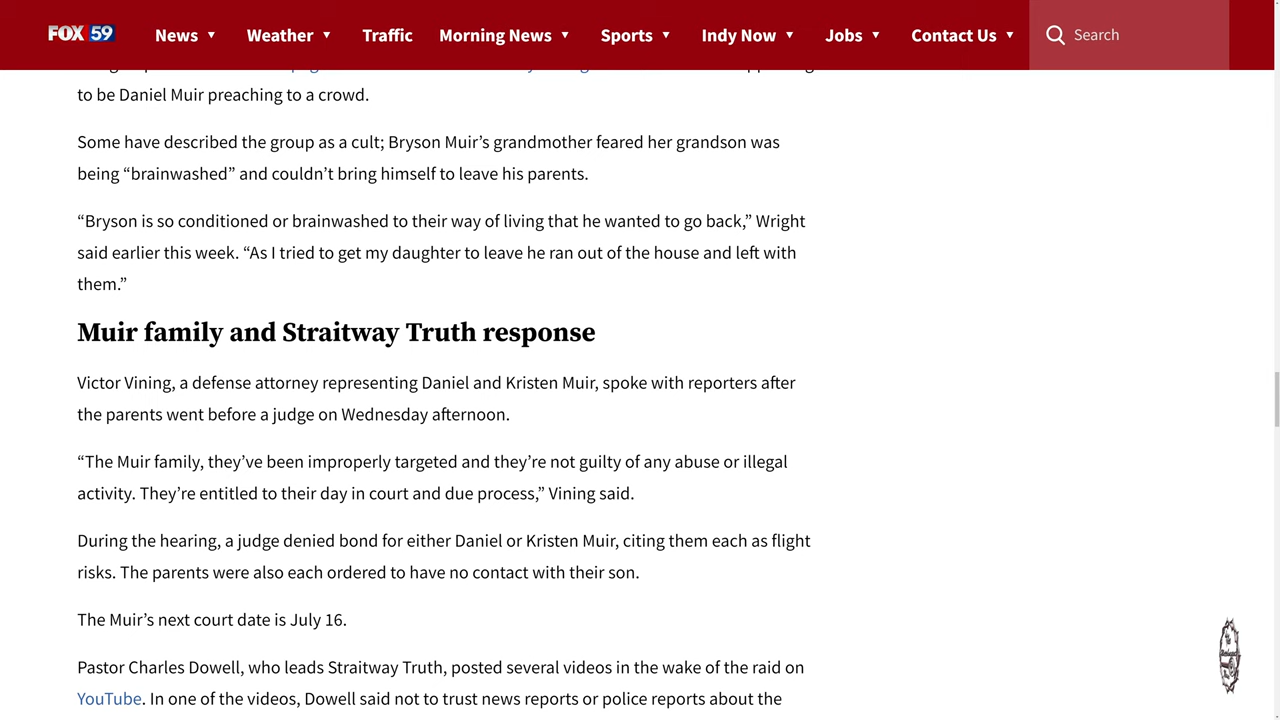 FOX 59 News Weather Traffic Morning News Sports Indy Now Jobs Contact Us Search
to be Daniel Muir preaching to a crowd.
Some have described the group as a cult; Bryson Muir’s grandmother feared her grandson was
being “brainwashed” and couldn’t bring himself to leave his parents.
“Bryson is so conditioned or brainwashed to their way of living that he wanted to go back,” Wright
said earlier this week. “As I tried to get my daughter to leave he ran out of the house and left with
them.”
Muir family and Straitway Truth response
Victor Vining, a defense attorney representing Daniel and Kristen Muir, spoke with reporters after
the parents went before a judge on Wednesday afternoon.
“The Muir family, they’ve been improperly targeted and they’re not guilty of any abuse or illegal
activity. They’re entitled to their day in court and due process,” Vining said.
During the hearing, a judge denied bond for either Daniel or Kristen Muir, citing them each as flight
risks. The parents were also each ordered to have no contact with their son.
The Muir’s next court date is July 16.
Pastor Charles Dowell, who leads Straitway Truth, posted several videos in the wake of the raid on
YouTube. In one of the videos, Dowell said not to trust news reports or police reports about the